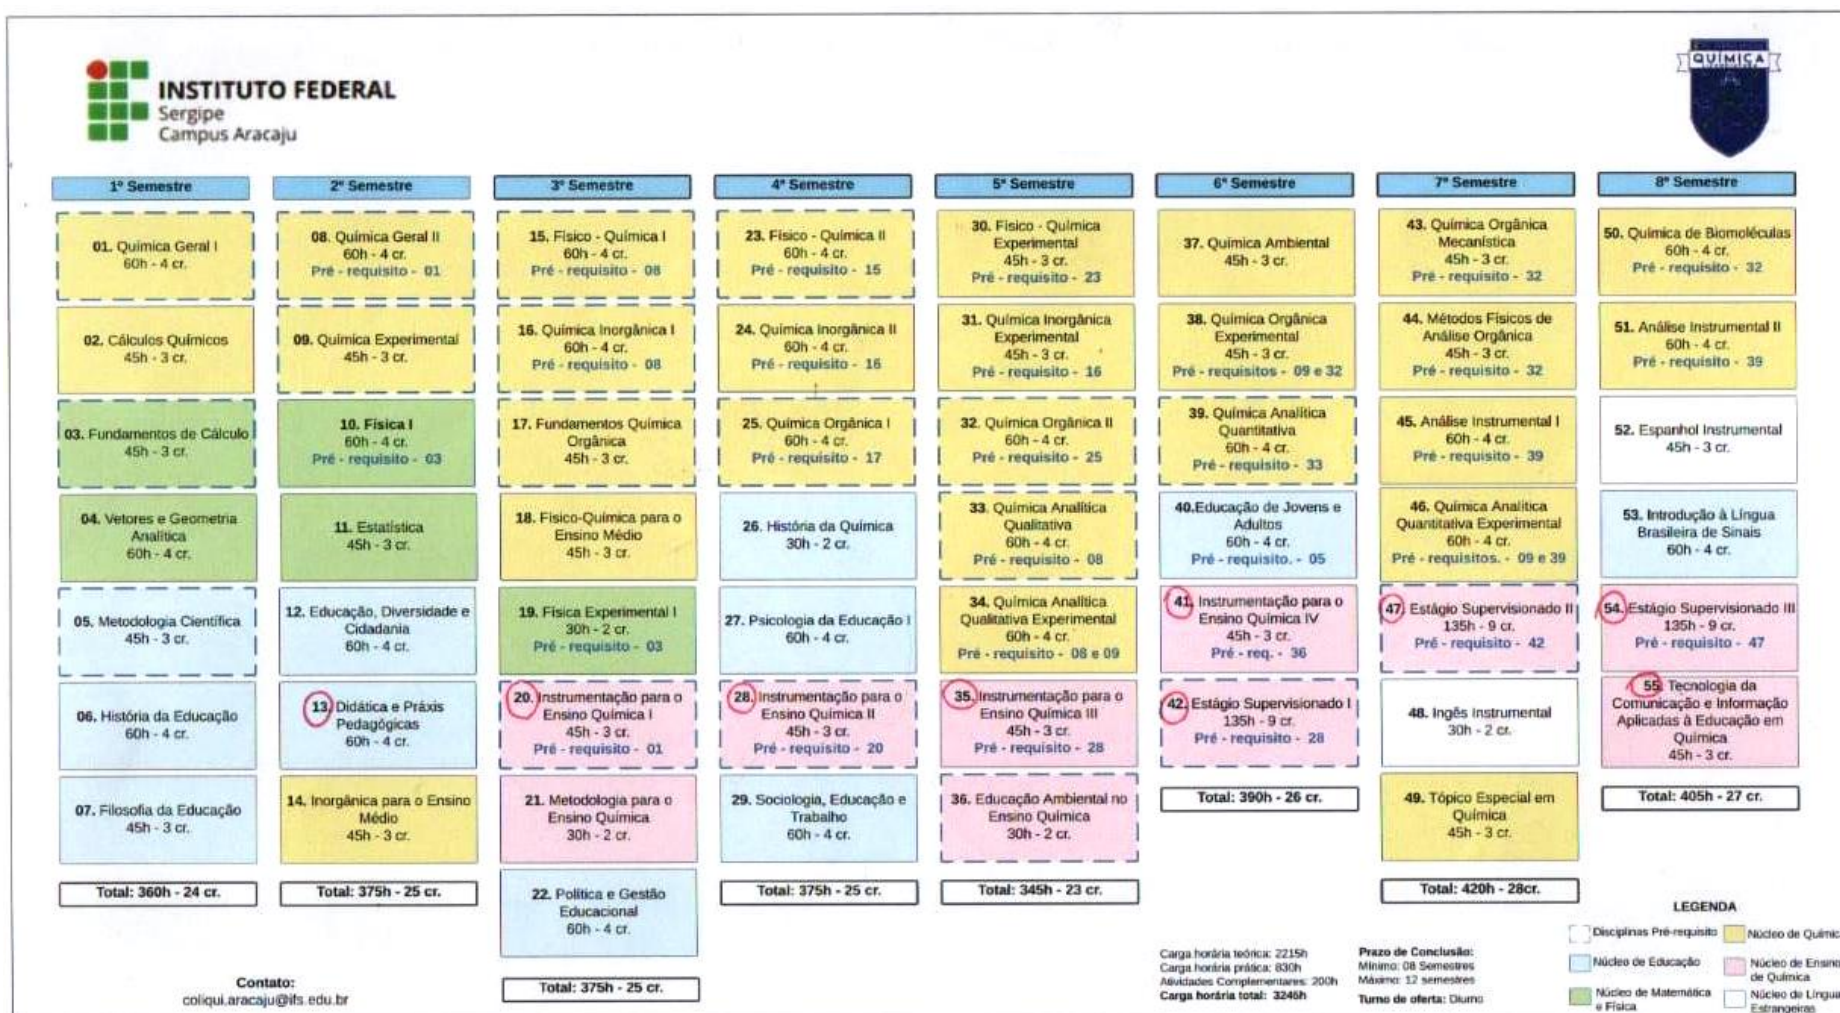 INSTITUTO FEDERAL
Sergipe
Campus Aracaju
QUÍMICA
1º Semestre
01. Química Geral I
60h - 4 cr.
02. Cálculos Químicos
45h - 3 cr.
03. Fundamentos de Cálculo
45h - 3 cr.
04. Vetores e Geometria
Analítica
60h - 4 cr.
05. Metodologia Científica
45h - 3 cr.
06. História da Educação
60h - 4 cr.
07. Filosofia da Educação
45h - 3 cr.
Total: 360h - 24 cr.
2º Semestre
08. Química Geral II
60h - 4 cr.
Pré - requisito - 01
09. Química Experimental
45h - 3 cr.
10. Física I
60h - 4 cr.
Pré - requisito - 03
11. Estatística
45h - 3 cr.
12. Educação, Diversidade e
Cidadania
60h - 4 cr.
13. Didática e Práxis
Pedagógicas
60h - 4 cr.
14. Inorgânica para o Ensino
Médio
45h - 3 cr.
Total: 375h - 25 cr.
3º Semestre
15. Físico - Química I
60h - 4 cr.
Pré - requisito - 08
16. Química Inorgânica I
60h - 4 cr.
Pré - requisito - 08
17. Fundamentos Química
Orgânica
45h - 3 cr.
18. Físico-Química para o
Ensino Médio
45h - 3 cr.
19. Física Experimental I
30h - 2 cr.
Pré - requisito - 03
20. Instrumentação para o
Ensino Química I
45h - 3 cr.
Pré - requisito - 01
21. Metodologia para o
Ensino Química
30h - 2 cr.
22. Política e Gestão
Educacional
60h - 4 cr.
Total: 375h - 25 cr.
4º Semestre
23. Físico - Química II
60h - 4 cr.
Pré - requisito - 15
24. Química Inorgânica II
60h - 4 cr.
Pré - requisito - 16
25. Química Orgânica I
60h - 4 cr.
Pré - requisito - 17
26. História da Química
30h - 2 cr.
27. Psicologia da Educação I
60h - 4 cr.
28. Instrumentação para o
Ensino Química II
45h - 3 cr.
Pré - requisito - 20
29. Sociologia, Educação e
Trabalho
60h - 4 cr.
Total: 375h - 25 cr.
5º Semestre
30. Físico - Química
Experimental
45h - 3 cr.
Pré - requisito - 23
31. Química Inorgânica
Experimental
45h - 3 cr.
Pré - requisito - 16
32. Química Orgânica II
60h - 4 cr.
Pré - requisito - 25
33. Química Analítica
Qualitativa
60h - 4 cr.
Pré - requisito - 08
34. Química Analítica
Qualitativa Experimental
60h - 4 cr.
Pré - requisito - 08 e 09
35. Instrumentação para o
Ensino Química III
45h - 3 cr.
Pré - requisito - 28
36. Educação Ambiental no
Ensino Química
30h - 2 cr.
Total: 345h - 23 cr.
6º Semestre
37. Química Ambiental
45h - 3 cr.
38. Química Orgânica
Experimental
45h - 3 cr.
Pré - requisitos - 09 e 32
39. Química Analítica
Quantitativa
60h - 4 cr.
Pré - requisito - 33
40.Educação de Jovens e
Adultos
60h - 4 cr.
Pré - requisito. - 05
41. Instrumentação para o
Ensino Química IV
45h - 3 cr.
Pré - req. - 36
42. Estágio Supervisionado I
135h - 9 cr.
Pré - requisito - 28
Total: 390h - 26 cr.
7º Semestre
43. Química Orgânica
Mecanística
45h - 3 cr.
Pré - requisito - 32
44. Métodos Físicos de
Análise Orgânica
45h - 3 cr.
Pré - requisito - 32
45. Análise Instrumental I
60h - 4 cr.
Pré - requisito - 39
46. Química Analítica
Quantitativa Experimental
60h - 4 cr.
Pré - requisitos. - 09 e 39
47. Estágio Supervisionado II
135h - 9 cr.
Pré - requisito - 42
48. Ingês Instrumental
30h - 2 cr.
49. Tópico Especial em
Química
45h - 3 cr.
Total: 420h - 28cr.
8º Semestre
50. Química de Biomoléculas
60h - 4 cr.
Pré - requisito - 32
51. Análise Instrumental II
60h - 4 cr.
Pré - requisito - 39
52. Espanhol Instrumental
45h - 3 cr.
53. Introdução à Língua
Brasileira de Sinais
60h - 4 cr.
54. Estágio Supervisionado III
135h - 9 cr.
Pré - requisito - 47
55. Tecnologia da
Comunicação e Informação
Aplicadas à Educação em
Química
45h - 3 cr.
Total: 405h - 27 cr.
Contato:
coliqui.aracaju@ifs.edu.br
Carga horária teórica: 2215h
Carga horária prática: 830h
Atividades Complementares: 200h
Carga horária total: 3245h
Prazo de Conclusão:
Mínimo: 08 Semestres
Máximo: 12 semestres
Turno de oferta: Diurno
LEGENDA
Disciplinas Pré-requisito
Núcleo de Químic
Núcleo de Educação
Núcleo de Ensino
de Química
Núcleo de Matemática
e Física
Núcleo de Língua
Estrangeiras